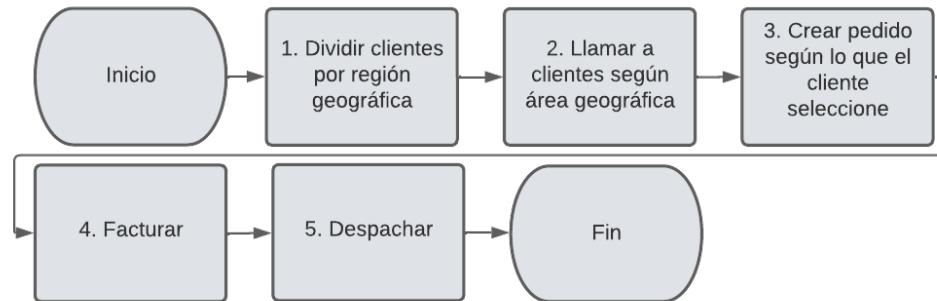 Inicio
1. Dividir clientes
por región
geográfica
2. Llamar a
clientes según
área geográfica
3. Crear pedido
según lo que el
cliente
seleccione
4. Facturar
5. Despachar
Fin